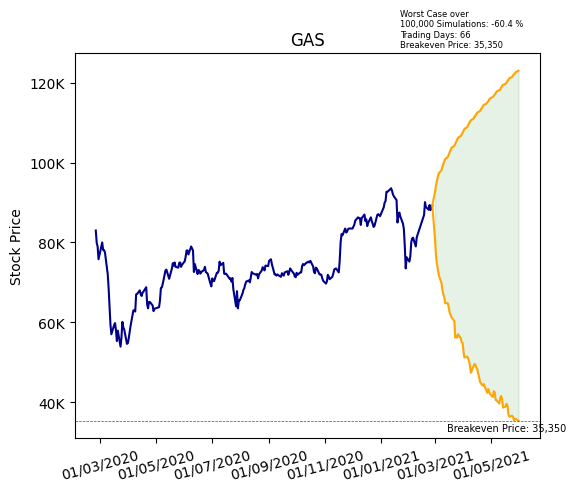 Worst Case over
100,000 Simulations: -60.4 %
Trading Days: 66
Breakeven Price: 35,350
GAS
Stock Price
120K
100K
80K
60K
40K
Breakeven Price: 35,350
01/03/2020 01/05/2020 01/07/2020 01/09/2020 01/11/2020 01/01/2021 01/03/2021 01/05/2021